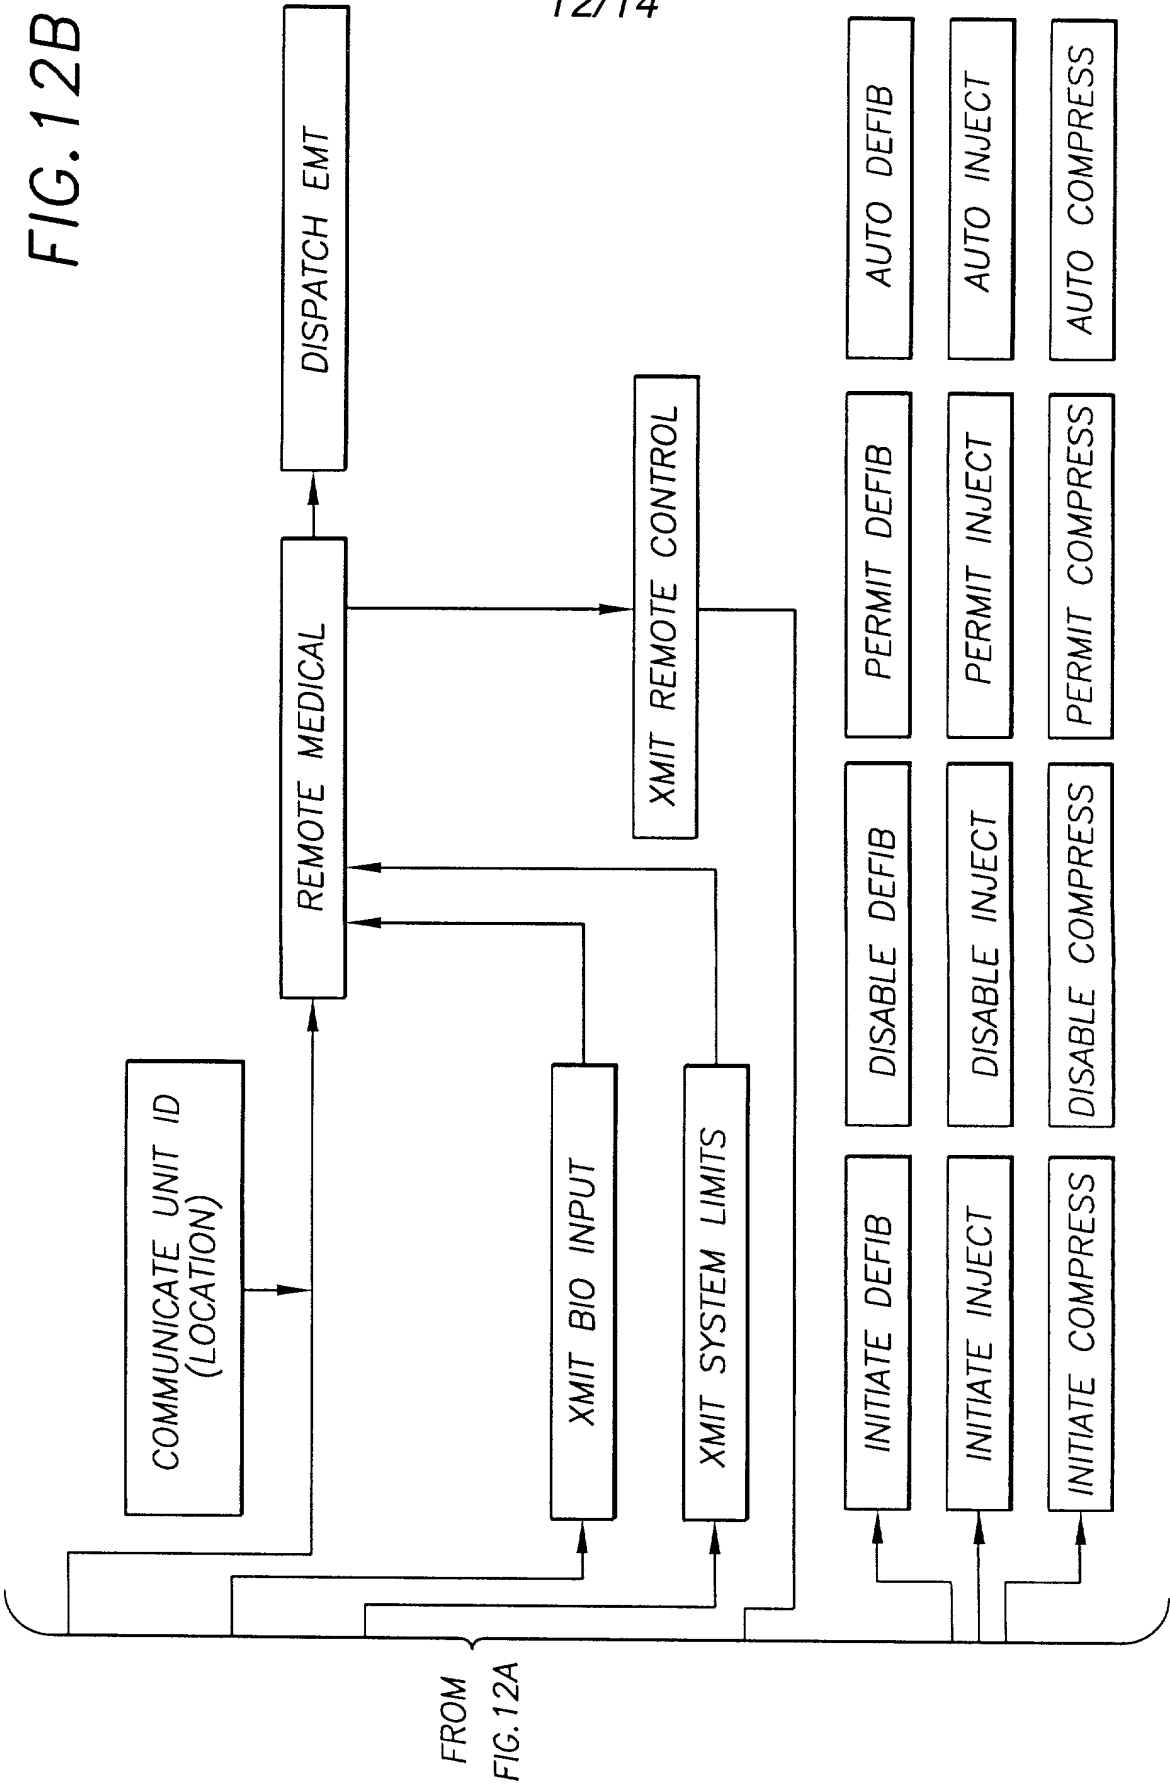 12/14
FIG.12B
COMMUNICATE UNIT ID
(LOCATION)
REMOTE MEDICAL
DISPATCH EMT
XMIT BIO INPUT
XMIT SYSTEM LIMITS
XMIT REMOTE CONTROL
FROM
FIG.12A
INITIATE DEFIB
DISABLE DEFIB
PERMIT DEFIB
AUTO DEFIB
INITIATE INJECT
DISABLE INJECT
PERMIT INJECT
AUTO INJECT
INITIATE COMPRESS
DISABLE COMPRESS
PERMIT COMPRESS
AUTO COMPRESS